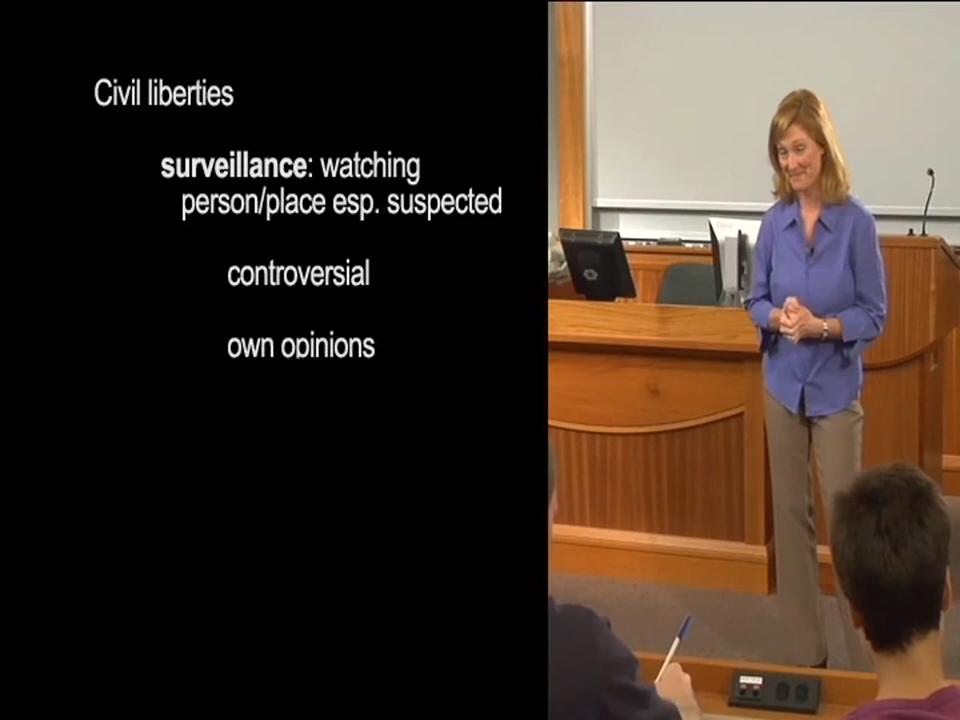 Civil liberties
surveillance: watching
person/place esp. suspected
controversial
own opinions